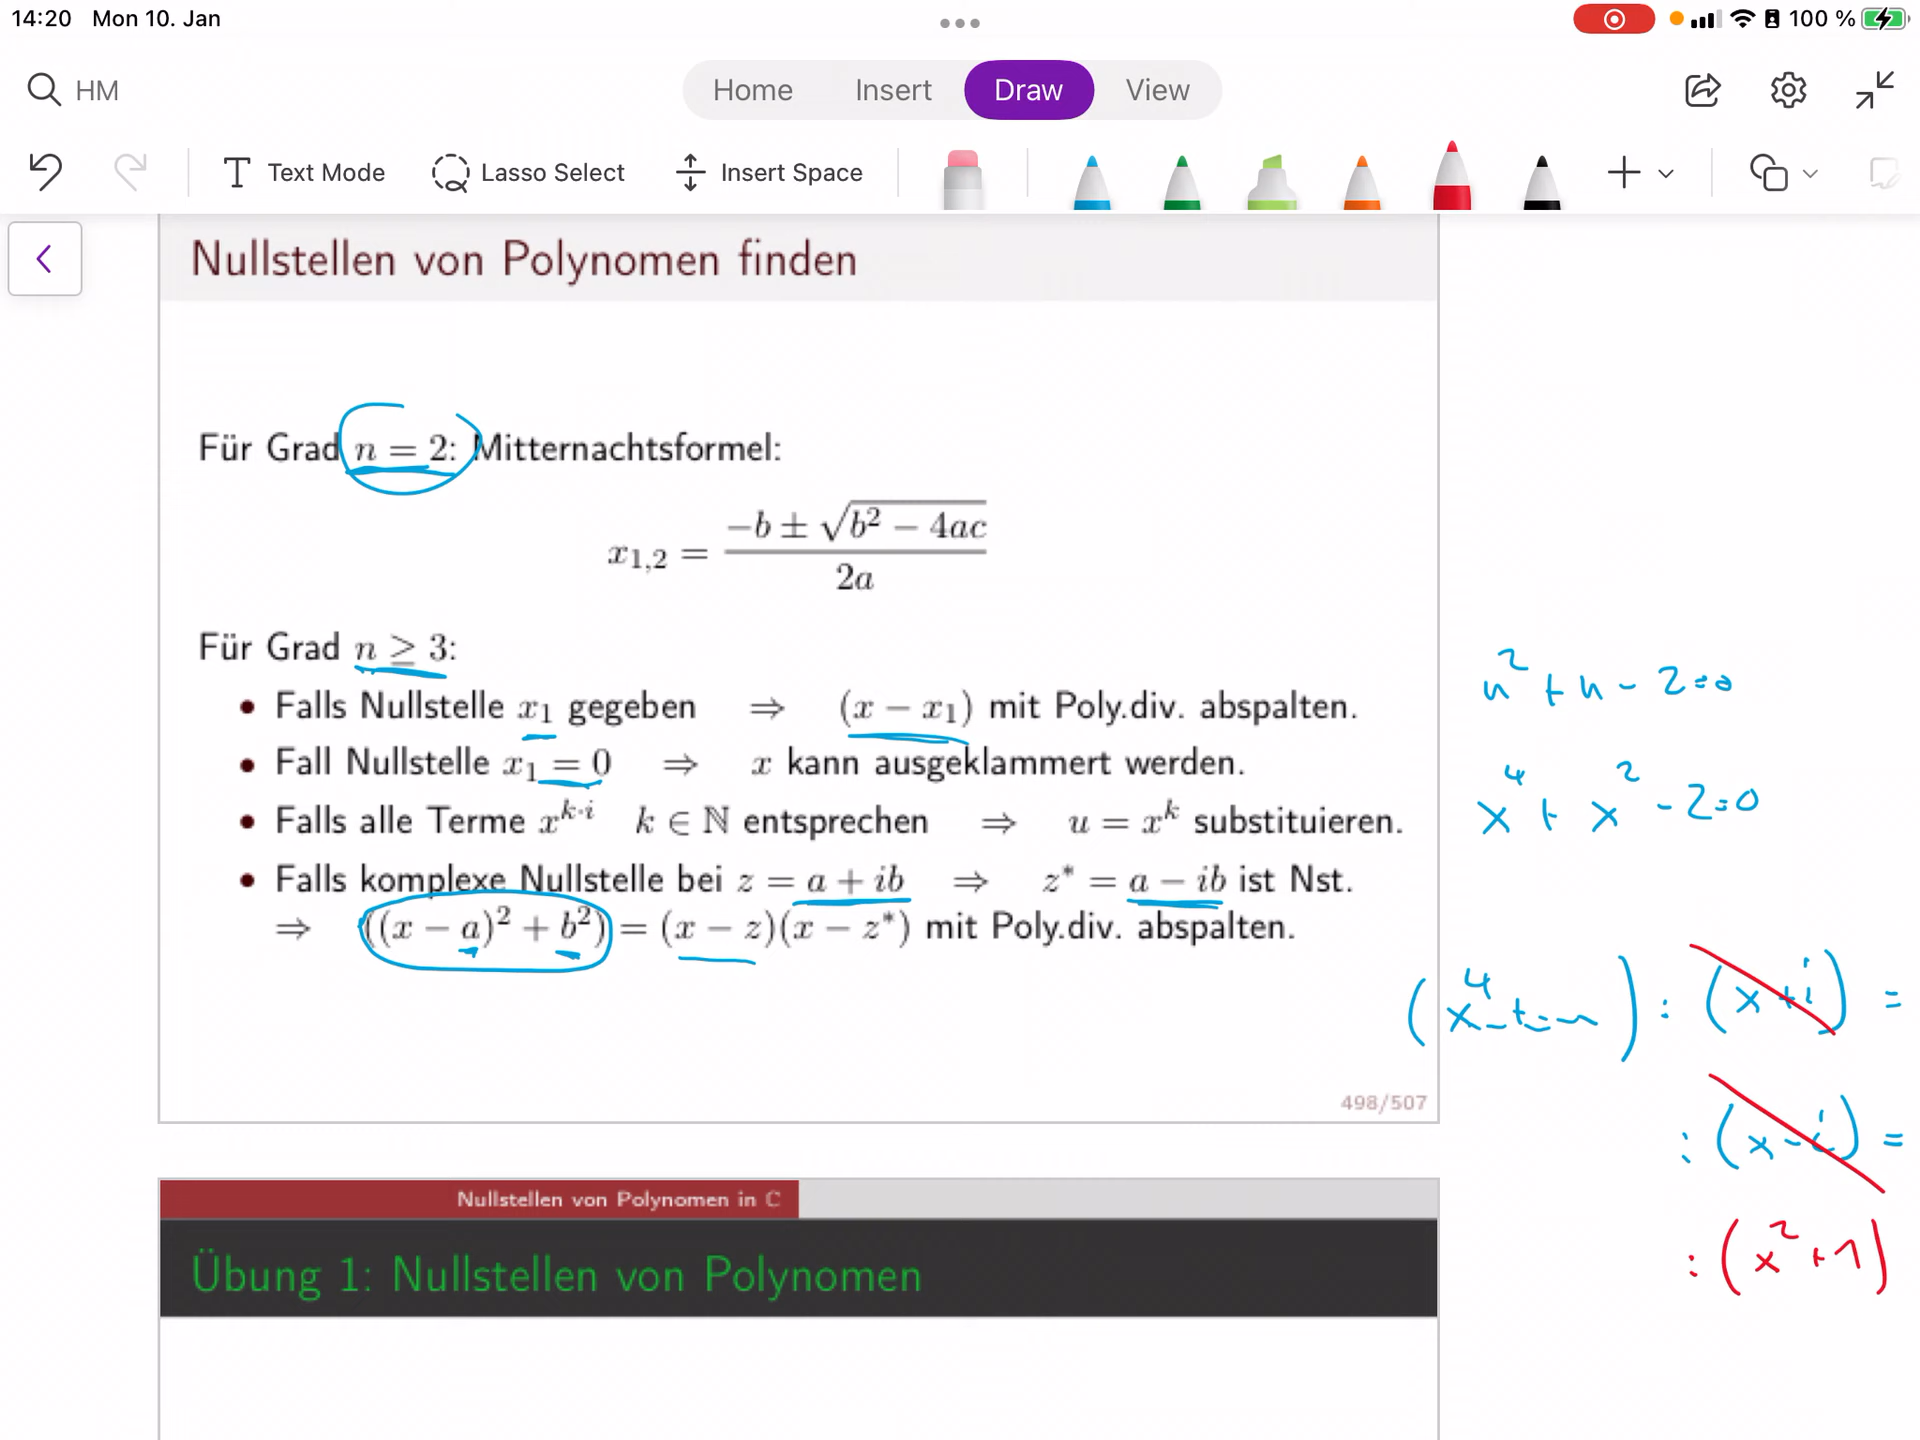 14:20 Mon 10. Jan
100 %
HM
Home Insert Draw View
Text Mode Lasso Select Insert Space
Nullstellen von Polynomen finden
Für Grad n = 2: Mitternachtsformel:
x₁,₂ = (−b ± √(b² − 4ac)) / 2a
Für Grad n ≥ 3:
• Falls Nullstelle x₁ gegeben ⇒ (x − x₁) mit Poly.div. abspalten.
• Fall Nullstelle x₁ = 0 ⇒ x kann ausgeklammert werden.
• Falls alle Terme x^{k·i} k ∈ ℕ entsprechen ⇒ u = x^k substituieren.
• Falls komplexe Nullstelle bei z = a + ib ⇒ z* = a − ib ist Nst.
⇒ ((x − a)² + b²) = (x − z)(x − z*) mit Poly.div. abspalten.
498/507
u² + u − 2 = 0
x⁴ + x² − 2 = 0
(x⁴ + ) : (x + i) =
: (x − i) =
: (x² + 1)
Nullstellen von Polynomen in ℂ
Übung 1: Nullstellen von Polynomen